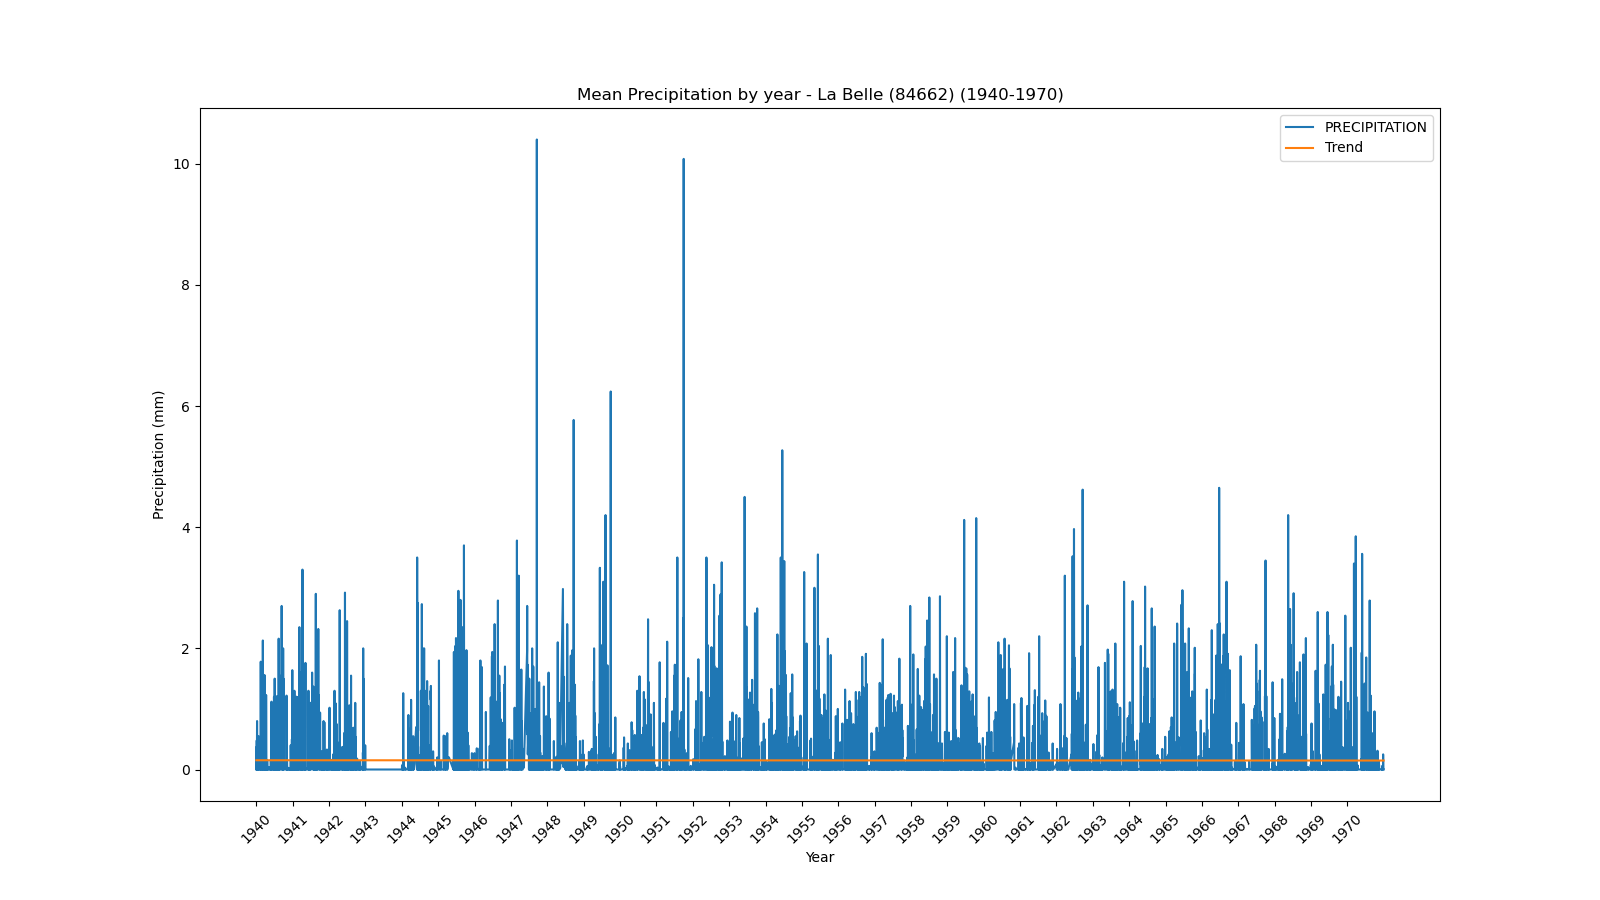 Mean Precipitation by year - La Belle (84662) (1940-1970)
PRECIPITATION
Trend
10
8
6
4
2
0
Precipitation (mm)
1940 1941 1942 1943 1944 1945 1946 1947 1948 1949 1950 1951 1952 1953 1954 1955 1956 1957 1958 1959 1960 1961 1962 1963 1964 1965 1966 1967 1968 1969 1970
Year